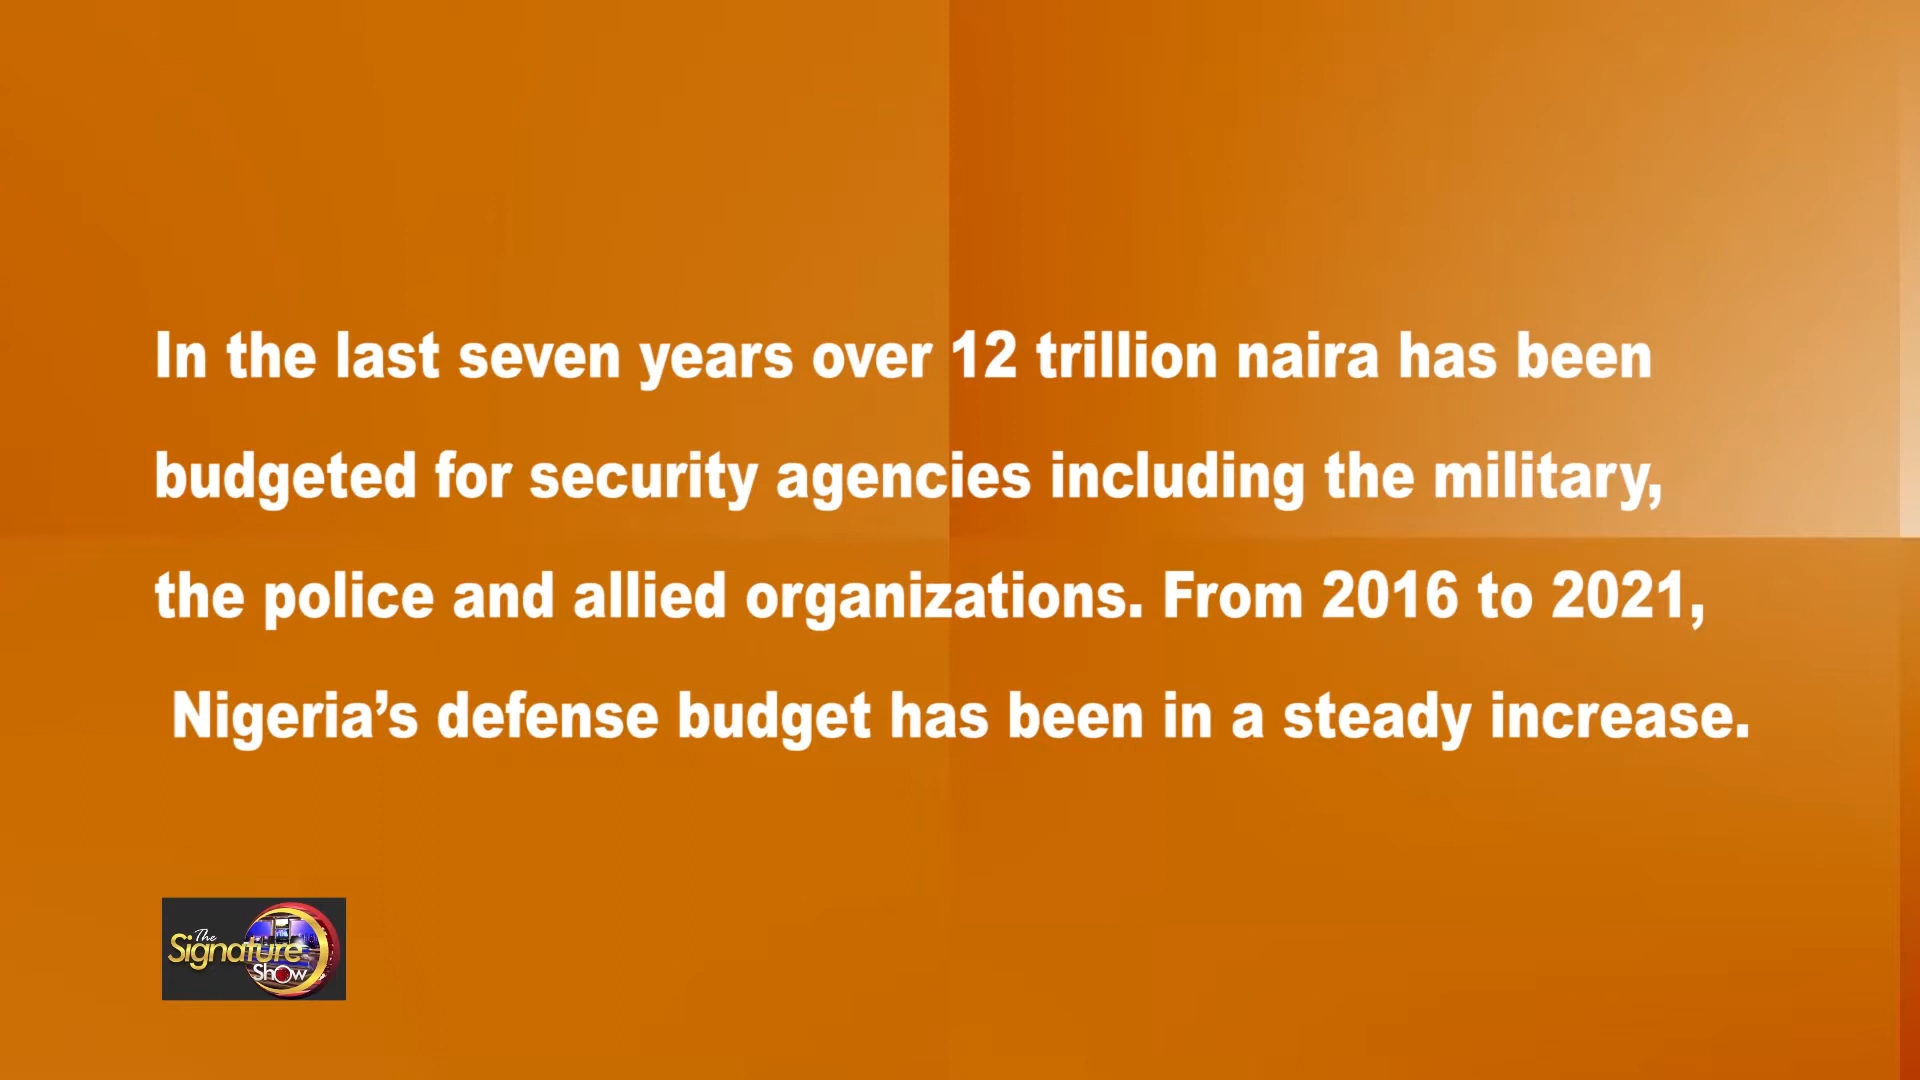 In the last seven years over 12 trillion naira has been
budgeted for security agencies including the military,
the police and allied organizations. From 2016 to 2021,
Nigeria’s defense budget has been in a steady increase.
The
Signature
Show